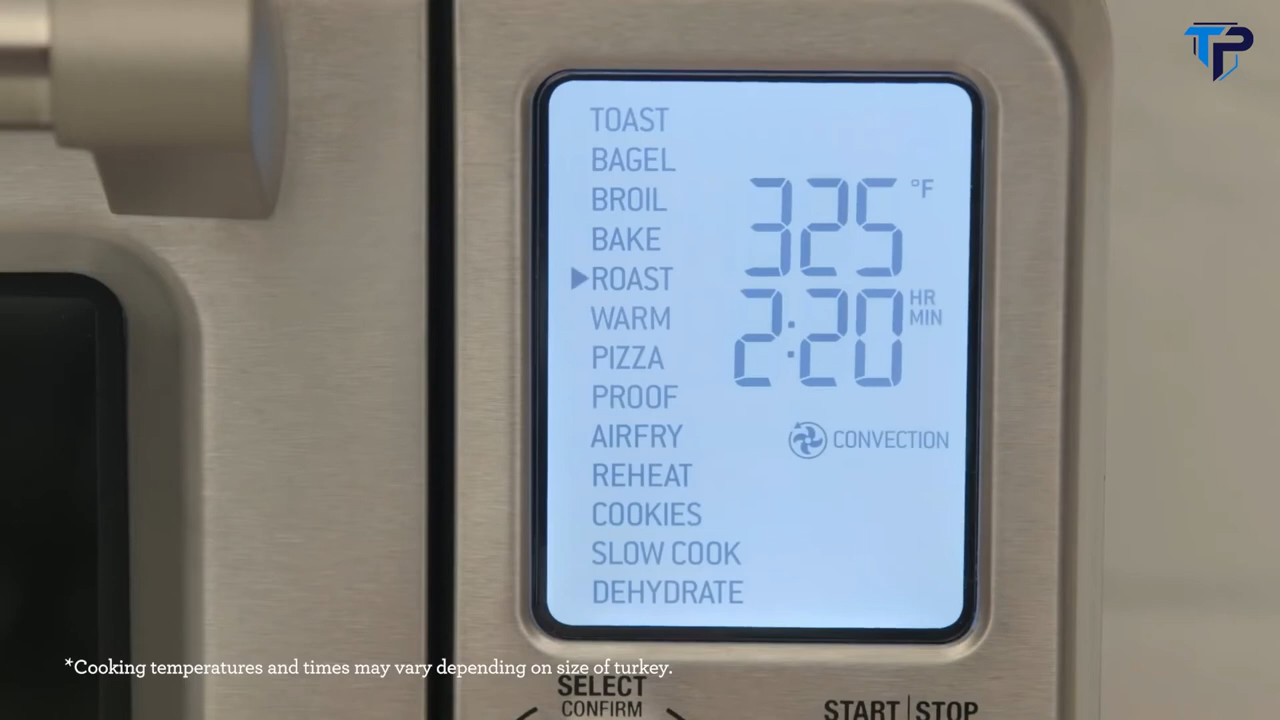 TP
TOAST
BAGEL
BROIL
BAKE
ROAST
WARM
PIZZA
PROOF
AIRFRY
REHEAT
COOKIES
SLOW COOK
DEHYDRATE
325 °F
2:20 HR MIN
CONVECTION
*Cooking temperatures and times may vary depending on size of turkey.
SELECT
CONFIRM
START|STOP